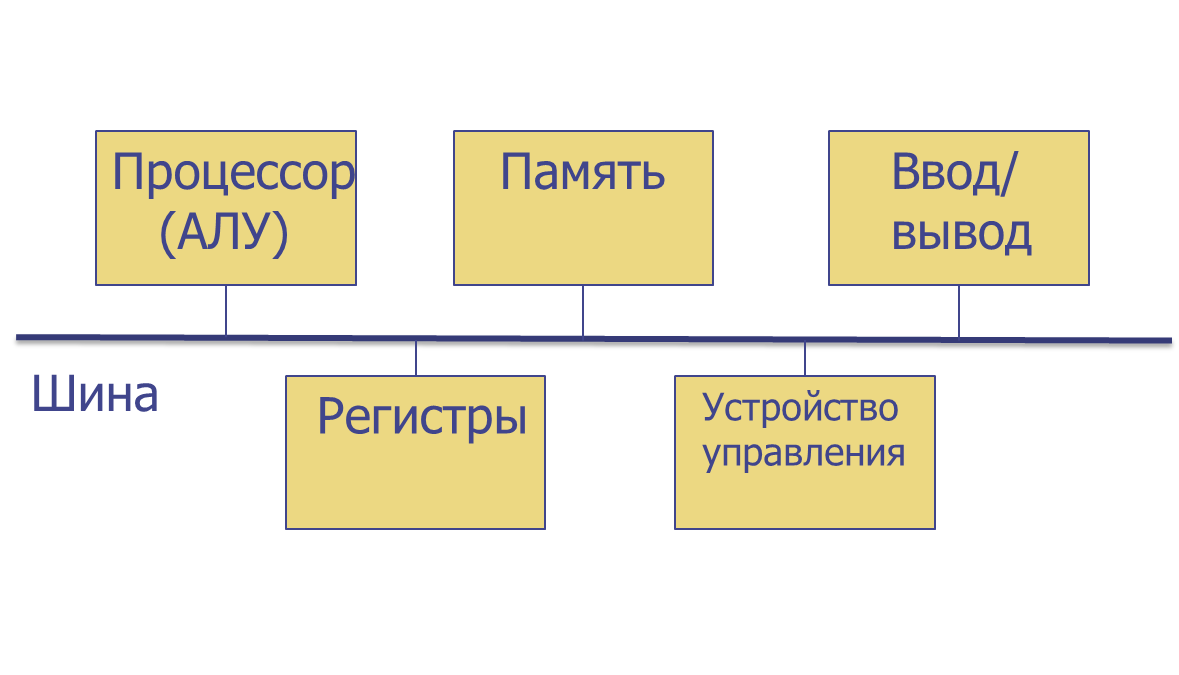 Процессор
(АЛУ)
Память
Ввод/
вывод
Шина
Регистры
Устройство
управления